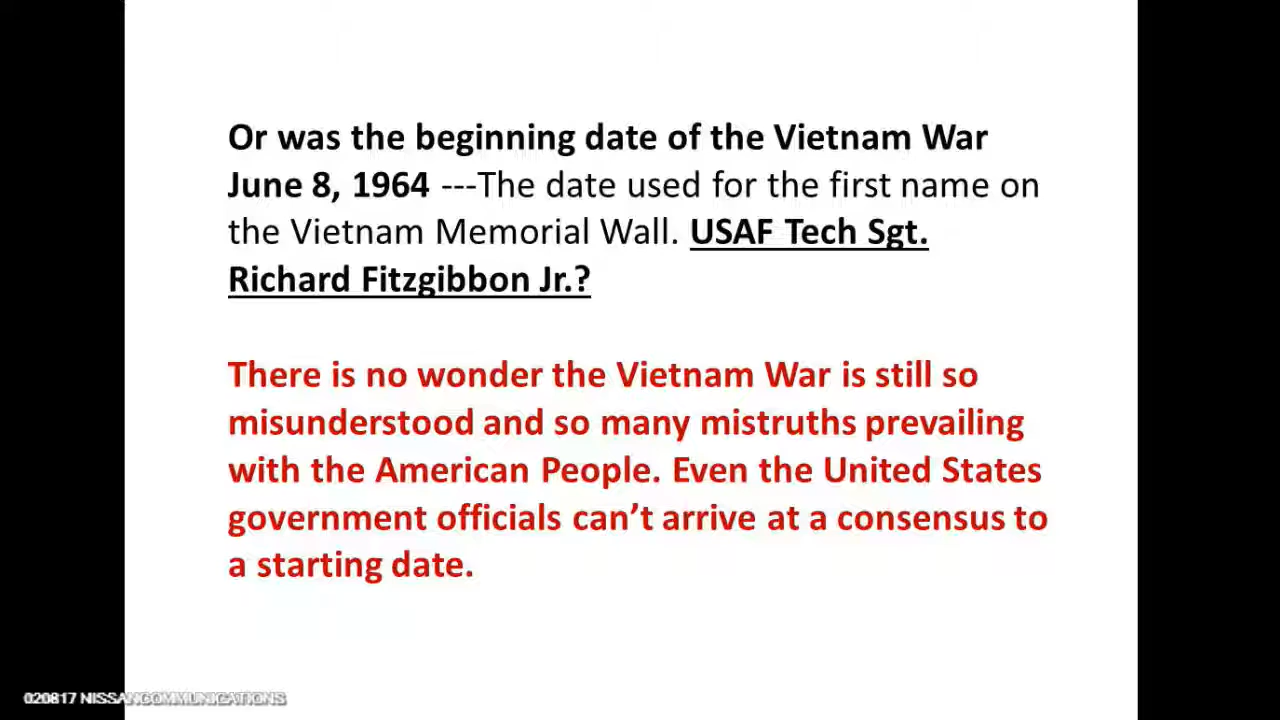 Or was the beginning date of the Vietnam War
June 8, 1964 ---The date used for the first name on
the Vietnam Memorial Wall. USAF Tech Sgt.
Richard Fitzgibbon Jr.?
There is no wonder the Vietnam War is still so
misunderstood and so many mistruths prevailing
with the American People. Even the United States
government officials can’t arrive at a consensus to
a starting date.
020817 NISSANCOMMUNICATIONS